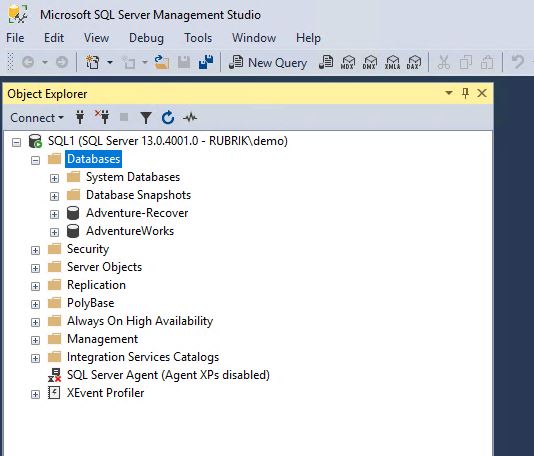 Microsoft SQL Server Management Studio
File Edit View Debug Tools Window Help
New Query MDX DMX XMLA DAX
Object Explorer
Connect
SQL1 (SQL Server 13.0.4001.0 - RUBRIK\demo)
Databases
System Databases
Database Snapshots
Adventure-Recover
AdventureWorks
Security
Server Objects
Replication
PolyBase
Always On High Availability
Management
Integration Services Catalogs
SQL Server Agent (Agent XPs disabled)
XEvent Profiler